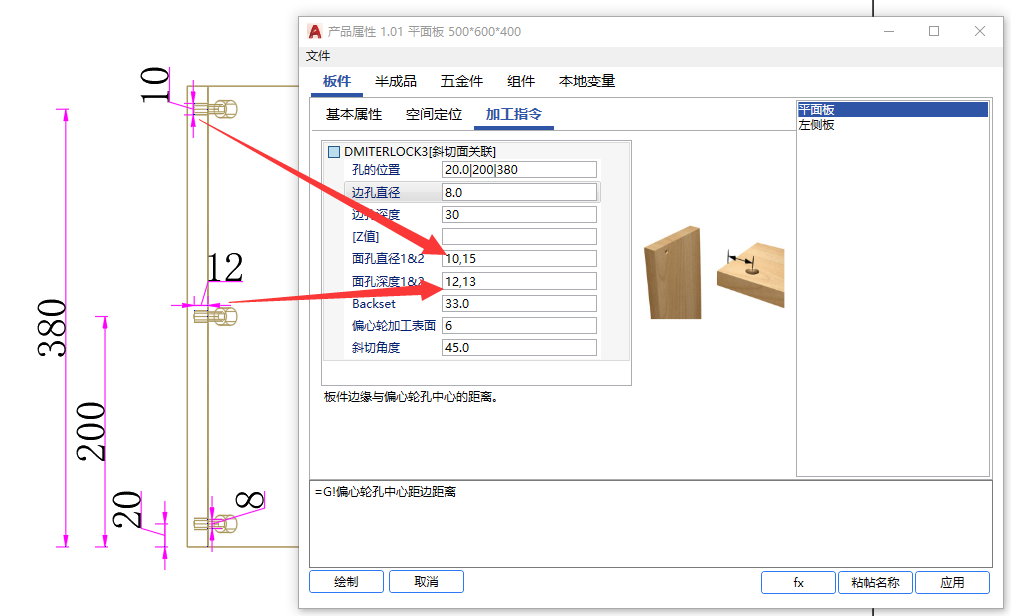 产品属性 1.01 平面板 500*600*400
文件
板件 半成品 五金件 组件 本地变量
基本属性 空间定位 加工指令
DMITERLOCK3[斜切面关联]
孔的位置 20.0|200|380
边孔直径 8.0
边孔深度 30
[Z值]
面孔直径1&2 10,15
面孔深度1&2 12,13
Backset 33.0
偏心轮加工表面 6
斜切角度 45.0
板件边缘与偏心轮孔中心的距离。
平面板
左侧板
=G!偏心轮孔中心距边距离
绘制 取消 fx 粘帖名称 应用
10
12
380
200
20
8